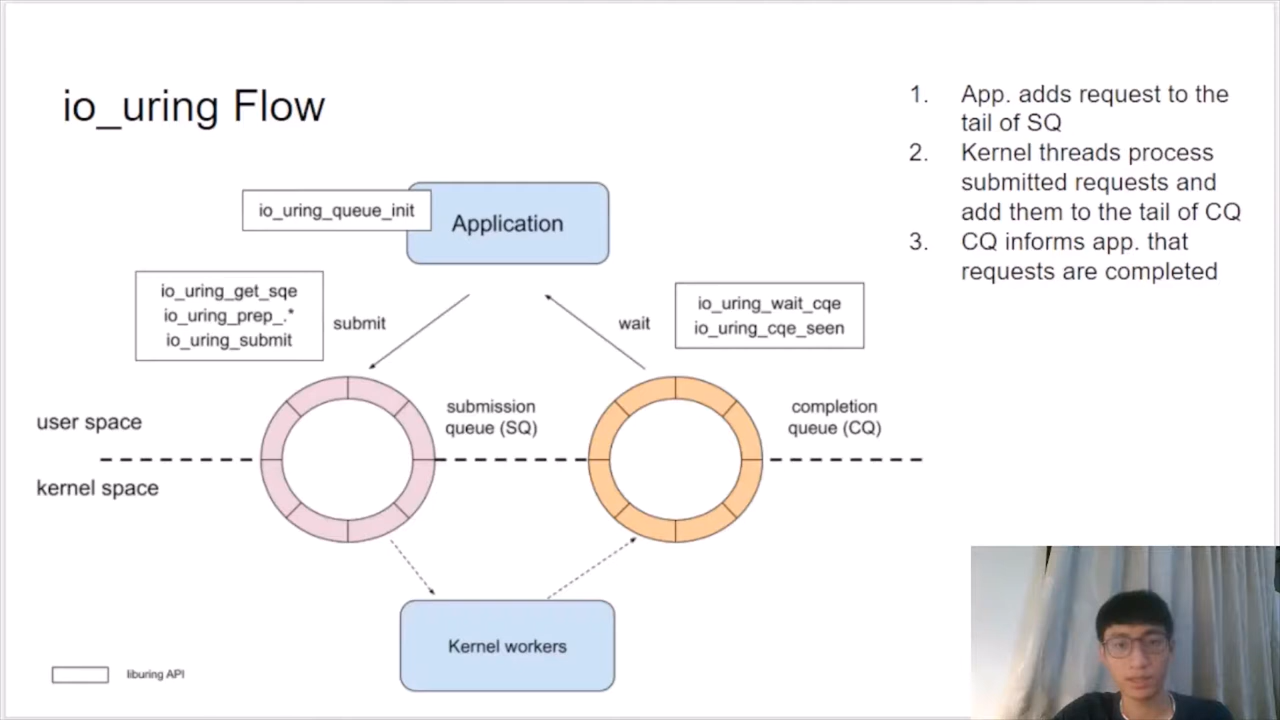 io_uring Flow
1. App. adds request to the
tail of SQ
2. Kernel threads process
submitted requests and
add them to the tail of CQ
3. CQ informs app. that
requests are completed
io_uring_queue_init
Application
io_uring_get_sqe
io_uring_prep_.*
io_uring_submit
submit
wait
io_uring_wait_cqe
io_uring_cqe_seen
user space
submission
queue (SQ)
completion
queue (CQ)
kernel space
Kernel workers
liburing API